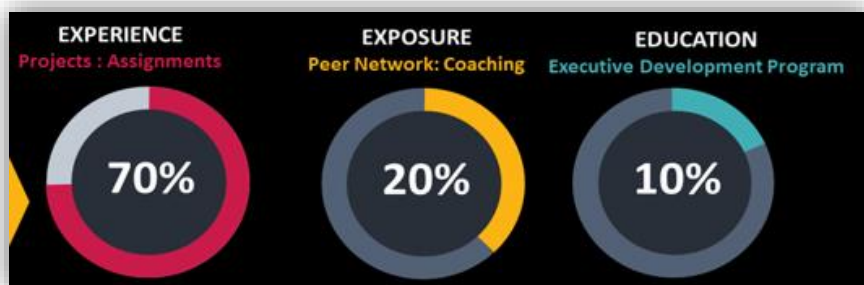 EXPERIENCE
Projects : Assignments
70%
EXPOSURE
Peer Network: Coaching
20%
EDUCATION
Executive Development Program
10%